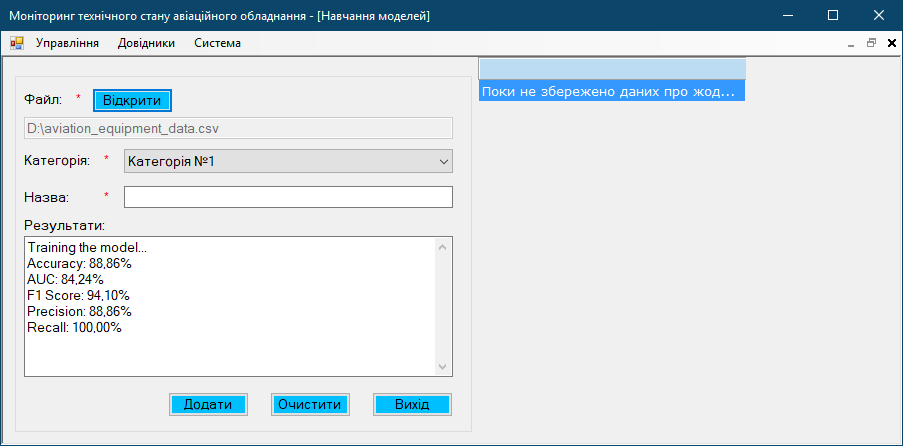 Моніторинг технічного стану авіаційного обладнання - [Навчання моделей]
Управління Довідники Система
Файл: * Відкрити
D:\aviation_equipment_data.csv
Категорія: * Категорія №1
Назва: *
Результати:
Training the model...
Accuracy: 88,86%
AUC: 84,24%
F1 Score: 94,10%
Precision: 88,86%
Recall: 100,00%
Додати Очистити Вихід
Поки не збережено даних про жод...